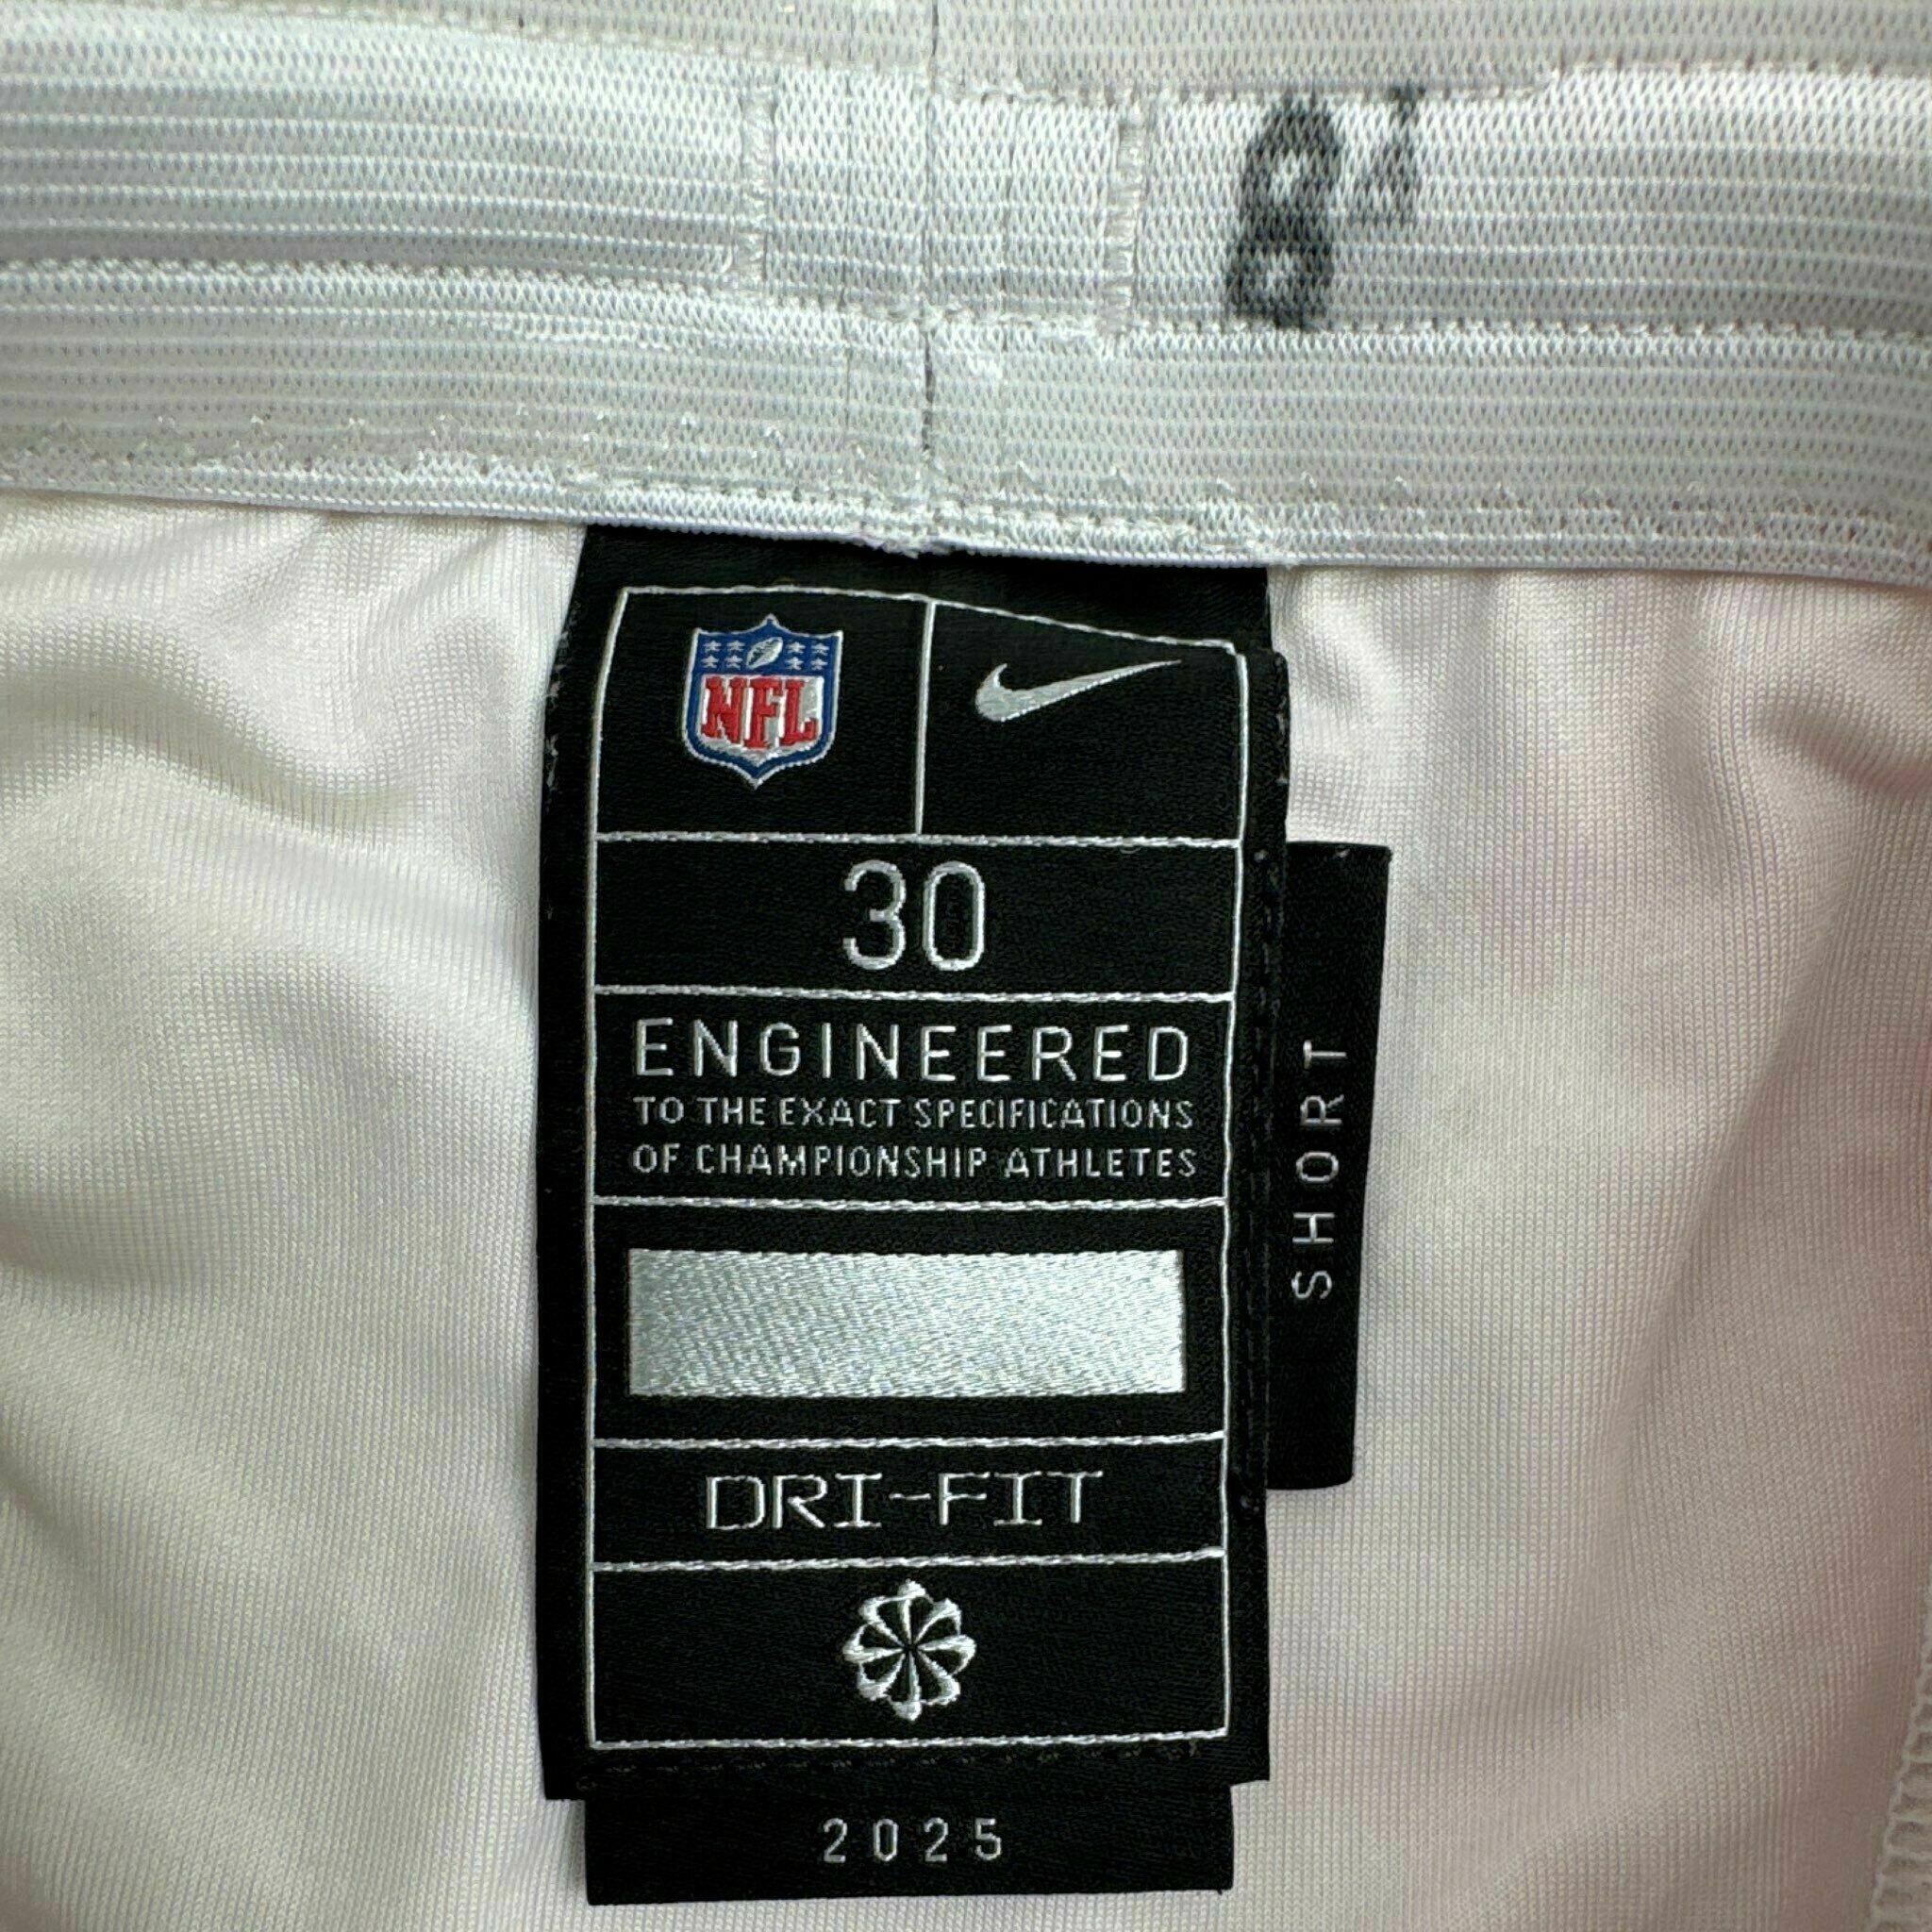 NFL
30
ENGINEERED
TO THE EXACT SPECIFICATIONS
OF CHAMPIONSHIP ATHLETES
SHORT
DRI-FIT
2025